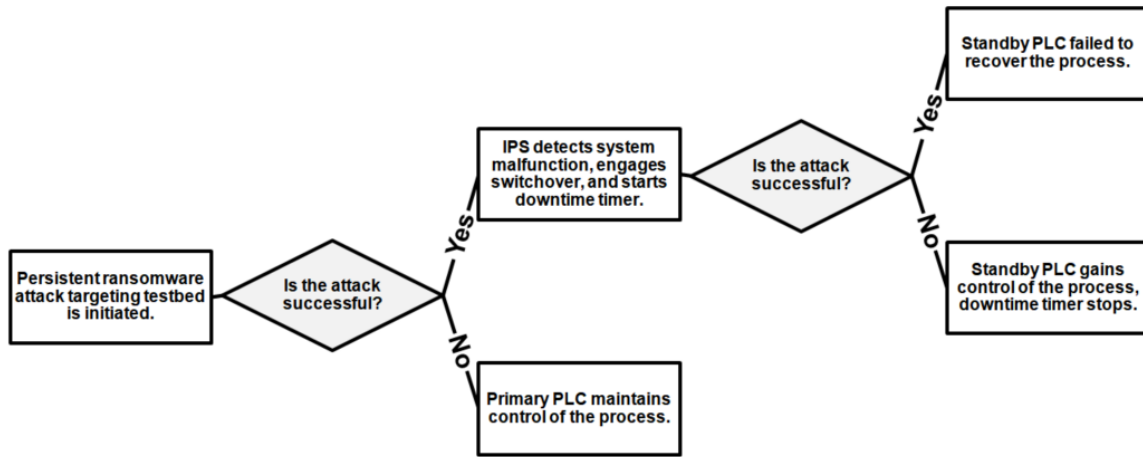 Persistent ransomware
attack targeting testbed
is initiated.
Is the attack
successful?
Yes
No
IPS detects system
malfunction, engages
switchover, and starts
downtime timer.
Primary PLC maintains
control of the process.
Is the attack
successful?
Yes
No
Standby PLC failed to
recover the process.
Standby PLC gains
control of the process,
downtime timer stops.